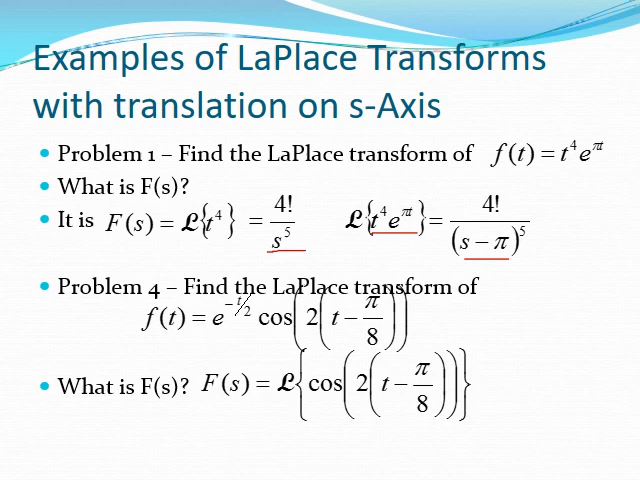 Examples of LaPlace Transforms
with translation on s-Axis
Problem 1 – Find the LaPlace transform of f(t) = t⁴e^{πt}
What is F(s)?
It is F(s) = ℒ{t⁴} = 4!/s⁵ ℒ{t⁴e^{πt}} = 4!/(s − π)⁵
Problem 4 – Find the LaPlace transform of
f(t) = e^{−t/2} cos(2(t − π/8))
What is F(s)? F(s) = ℒ{cos(2(t − π/8))}